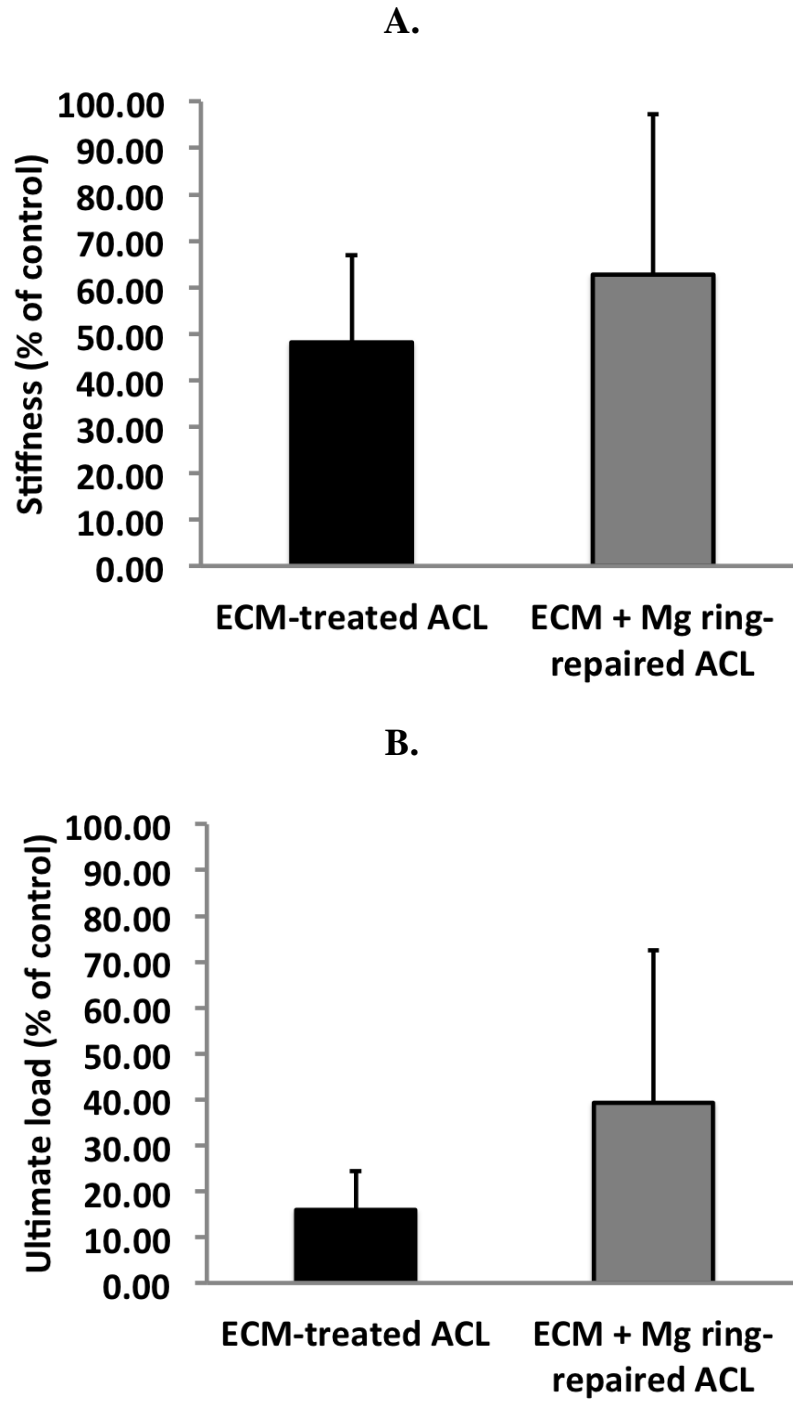 A.
Stiffness (% of control)
100.00
90.00
80.00
70.00
60.00
50.00
40.00
30.00
20.00
10.00
0.00
ECM-treated ACL
ECM + Mg ring-
repaired ACL
B.
Ultimate load (% of control)
100.00
90.00
80.00
70.00
60.00
50.00
40.00
30.00
20.00
10.00
0.00
ECM-treated ACL
ECM + Mg ring-
repaired ACL